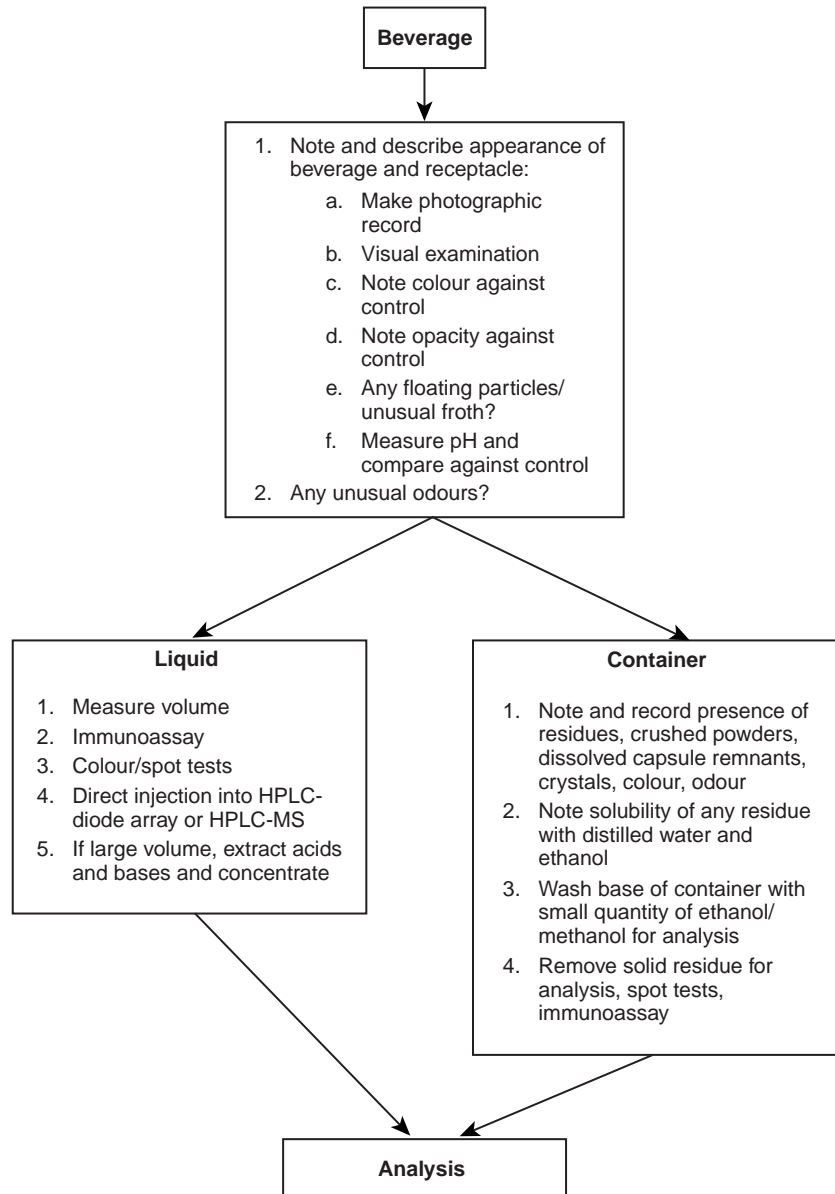 Beverage
1. Note and describe appearance of
beverage and receptacle:
a. Make photographic
record
b. Visual examination
c. Note colour against
control
d. Note opacity against
control
e. Any floating particles/
unusual froth?
f. Measure pH and
compare against control
2. Any unusual odours?
Liquid
1. Measure volume
2. Immunoassay
3. Colour/spot tests
4. Direct injection into HPLC-
diode array or HPLC-MS
5. If large volume, extract acids
and bases and concentrate
Container
1. Note and record presence of
residues, crushed powders,
dissolved capsule remnants,
crystals, colour, odour
2. Note solubility of any residue
with distilled water and
ethanol
3. Wash base of container with
small quantity of ethanol/
methanol for analysis
4. Remove solid residue for
analysis, spot tests,
immunoassay
Analysis